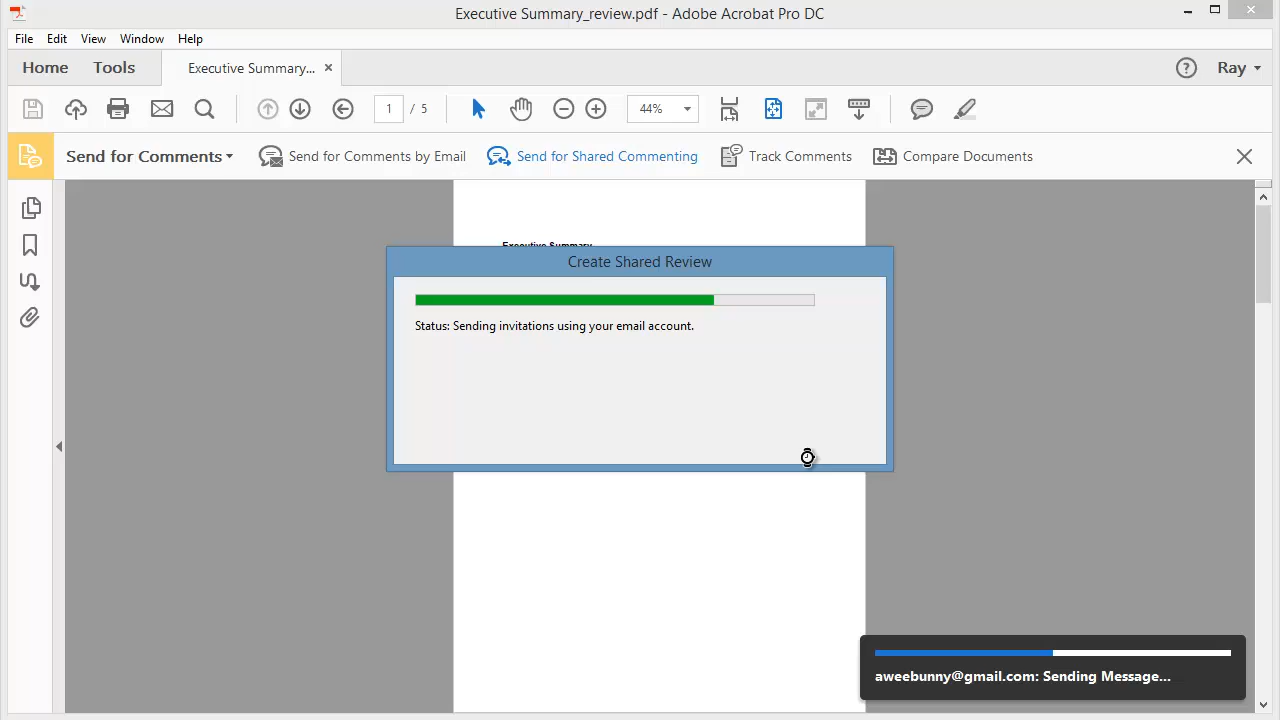 Executive Summary_review.pdf - Adobe Acrobat Pro DC
File Edit View Window Help
Home Tools Executive Summary... Ray
1 / 5 44%
Send for Comments Send for Comments by Email Send for Shared Commenting Track Comments Compare Documents
Executive Summary
Create Shared Review
Status: Sending invitations using your email account.
aweebunny@gmail.com: Sending Message...